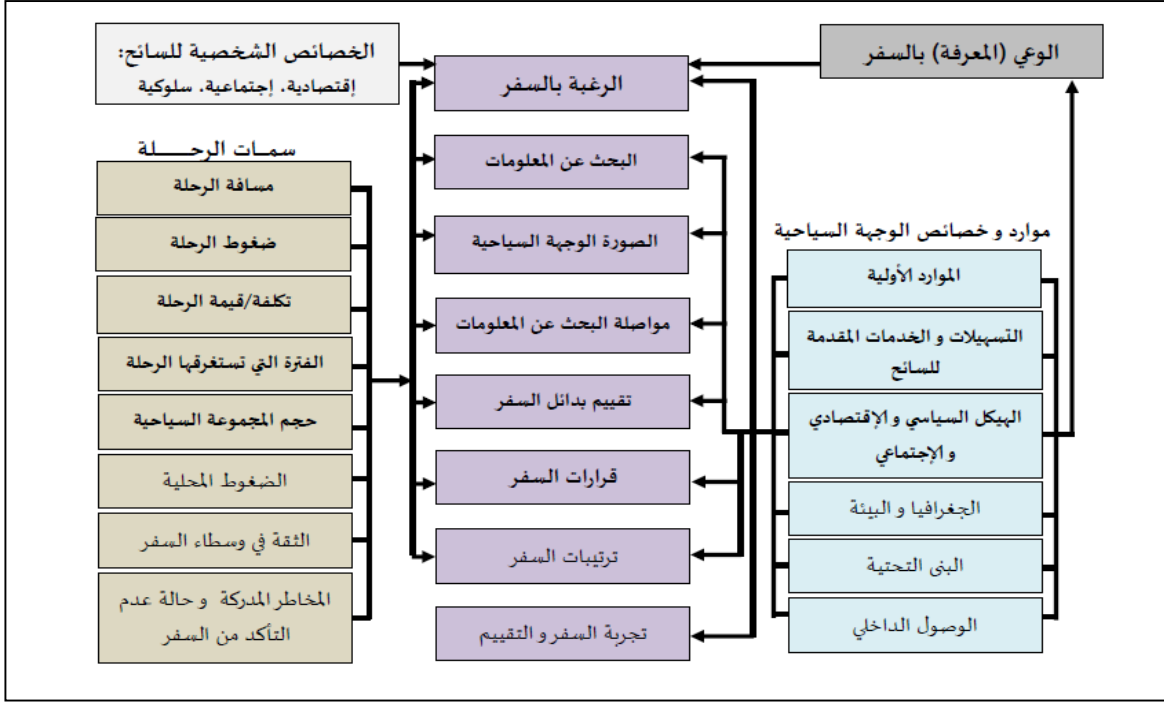 الخصائص الشخصية للسائح:
إقتصادية، إجتماعية، سلوكية
الوعي (المعرفة) بالسفر
الرغبة بالسفر
البحث عن المعلومات
الصورة الوجهة السياحية
مواصلة البحث عن المعلومات
تقييم بدائل السفر
قرارات السفر
ترتيبات السفر
تجربة السفر و التقييم
سمــات الرحـــــلة
مسافة الرحلة
ضغوط الرحلة
تكلفة/قيمة الرحلة
الفترة التي تستغرقها الرحلة
حجم المجموعة السياحية
الضغوط المحلية
الثقة في وسطاء السفر
المخاطر المدركة و حالة عدم
التأكد من السفر
موارد و خصائص الوجهة السياحية
الموارد الأولية
التسهيلات و الخدمات المقدمة
للسائح
الهيكل السياسي و الإقتصادي
و الإجتماعي
الجغرافيا و البيئة
البنى التحتية
الوصول الداخلي